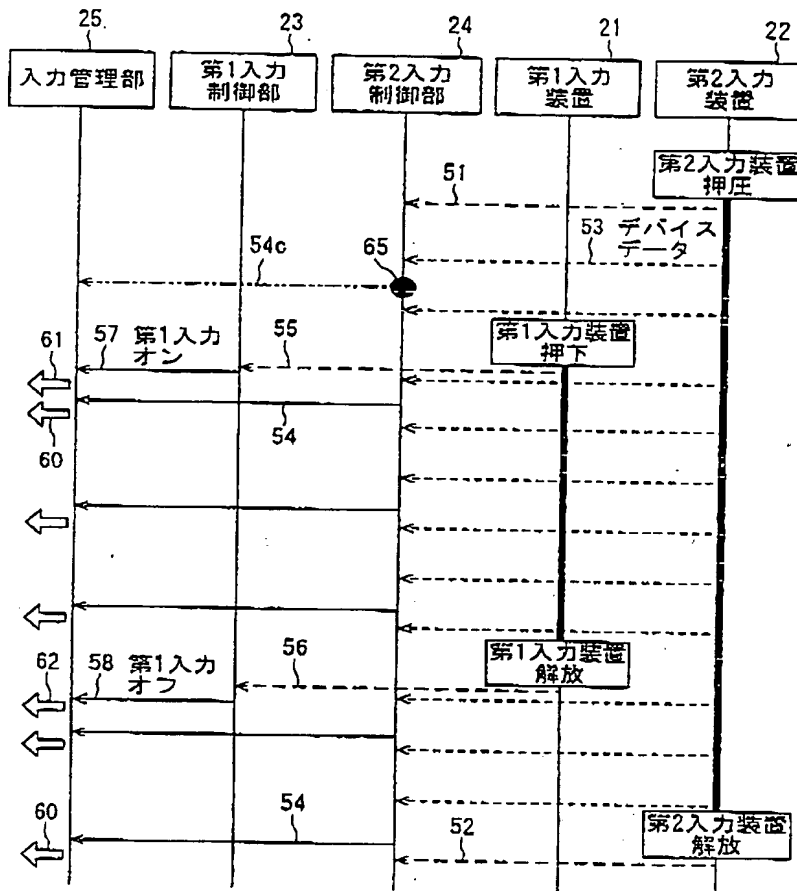 25
23
24
21
22
入力管理部
第1入力
制御部
第2入力
制御部
第1入力
装置
第2入力
装置
第2入力装置
押圧
51
53 デバイス
データ
54c
65
第1入力装置
押下
61
57 第1入力
オン
55
54
60
第1入力装置
解放
62
58 第1入力
オフ
56
第2入力装置
解放
60
54
52